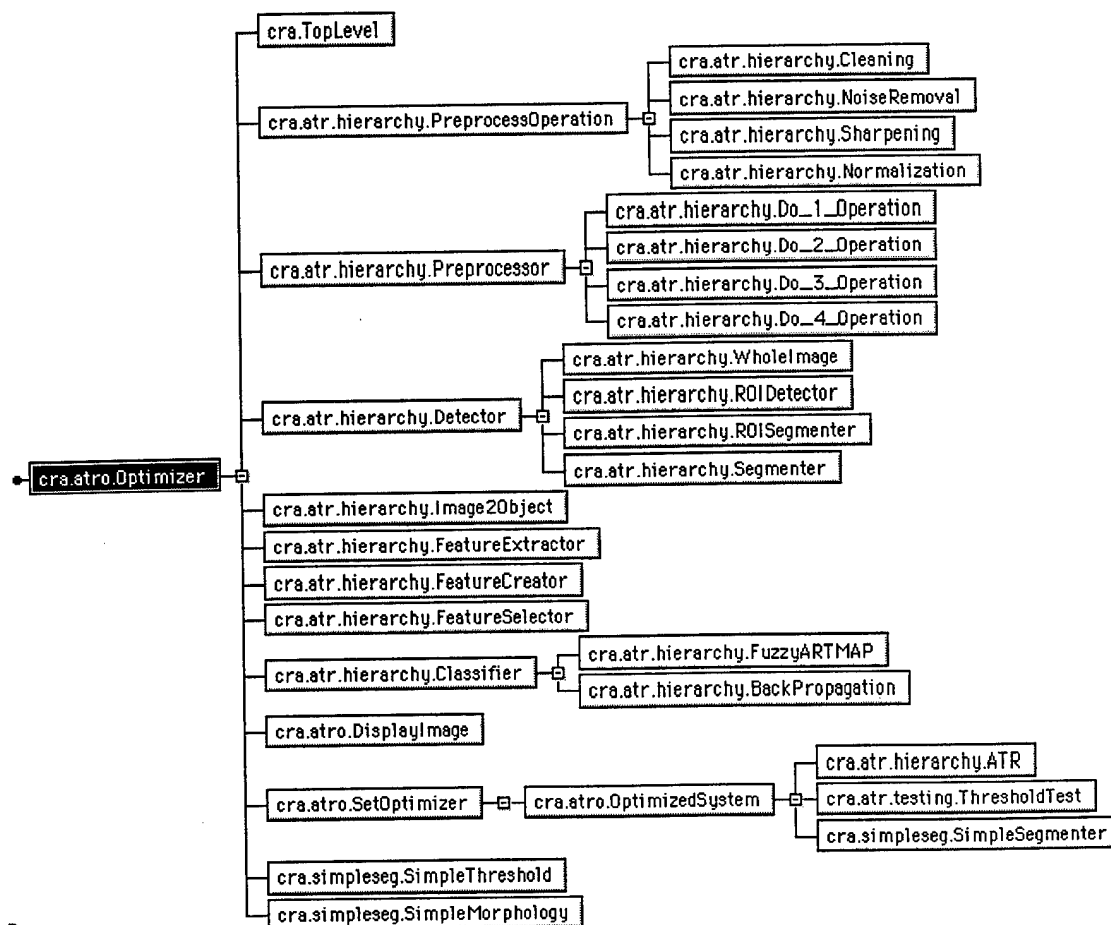 cra.TopLevel
cra.atr.hierarchy.Cleaning
cra.atr.hierarchy.NoiseRemoval
cra.atr.hierarchy.PreprocessOperation
cra.atr.hierarchy.Sharpening
cra.atr.hierarchy.Normalization
cra.atr.hierarchy.Do_1_Operation
cra.atr.hierarchy.Do_2_Operation
cra.atr.hierarchy.Preprocessor
cra.atr.hierarchy.Do_3_Operation
cra.atr.hierarchy.Do_4_Operation
cra.atr.hierarchy.WholeImage
cra.atr.hierarchy.ROIDetector
cra.atr.hierarchy.Detector
cra.atr.hierarchy.ROISegmenter
cra.atr.hierarchy.Segmenter
cra.atro.Optimizer
cra.atr.hierarchy.Image2Object
cra.atr.hierarchy.FeatureExtractor
cra.atr.hierarchy.FeatureCreator
cra.atr.hierarchy.FeatureSelector
cra.atr.hierarchy.FuzzyARTMAP
cra.atr.hierarchy.Classifier
cra.atr.hierarchy.BackPropagation
cra.atro.DisplayImage
cra.atr.hierarchy.ATR
cra.atro.SetOptimizer
cra.atro.OptimizedSystem
cra.atr.testing.ThresholdTest
cra.simpleseg.SimpleSegmenter
cra.simpleseg.SimpleThreshold
cra.simpleseg.SimpleMorphology